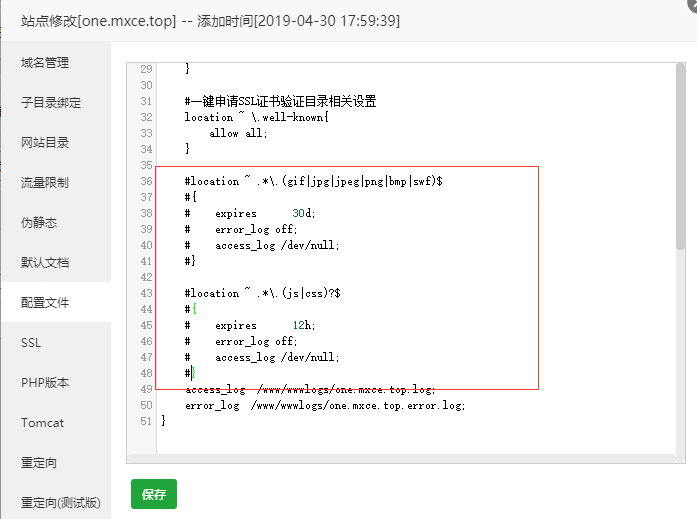 站点修改[one.mxce.top] -- 添加时间[2019-04-30 17:59:39]
域名管理
子目录绑定
网站目录
流量限制
伪静态
默认文档
配置文件
SSL
PHP版本
Tomcat
重定向
重定向(测试版)
29 }
30
31 #一键申请SSL证书验证目录相关设置
32 location ~ \.well-known{
33 allow all;
34 }
35
36 #location ~ .*\.(gif|jpg|jpeg|png|bmp|swf)$
37 #{
38 # expires 30d;
39 # error_log off;
40 # access_log /dev/null;
41 #}
42
43 #location ~ .*\.(js|css)?$
44 #{
45 # expires 12h;
46 # error_log off;
47 # access_log /dev/null;
48 #}
49 access_log /www/wwwlogs/one.mxce.top.log;
50 error_log /www/wwwlogs/one.mxce.top.error.log;
51 }
保存